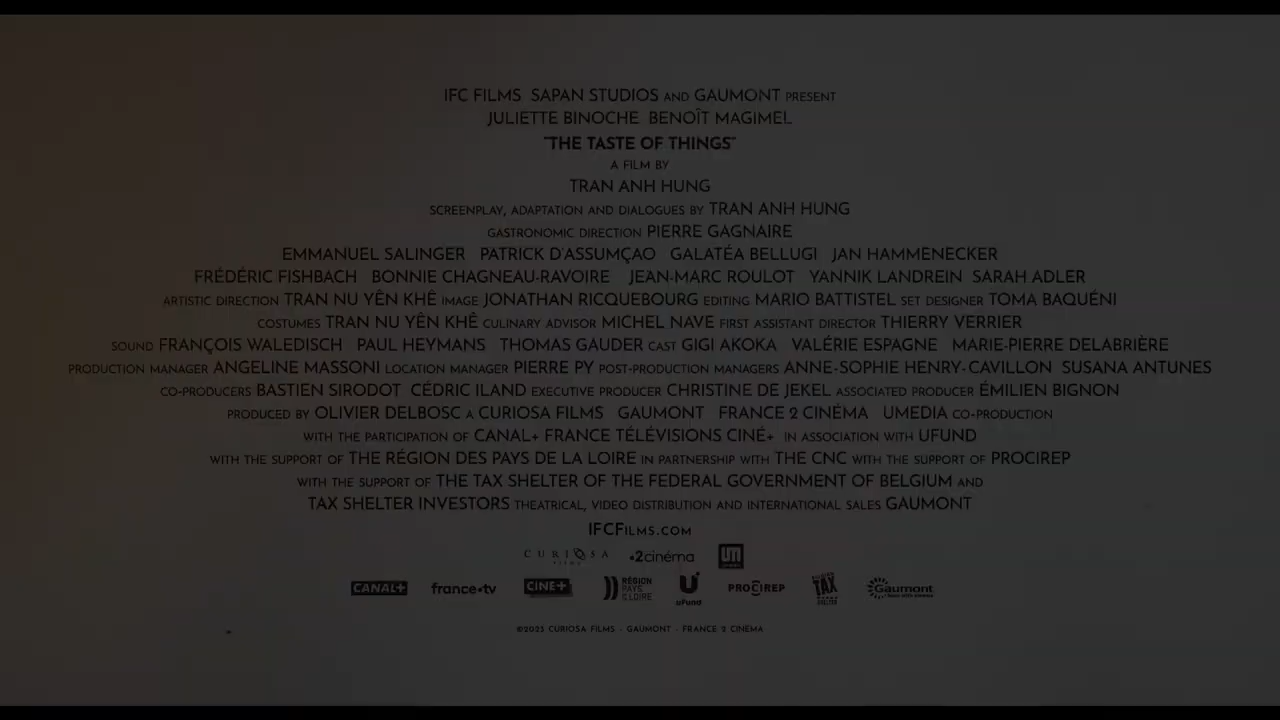 IFC FILMS SAPAN STUDIOS AND GAUMONT PRESENT
JULIETTE BINOCHE BENOÎT MAGIMEL
"THE TASTE OF THINGS"
A FILM BY
TRAN ANH HUNG
SCREENPLAY, ADAPTATION AND DIALOGUES BY TRAN ANH HUNG
GASTRONOMIC DIRECTION PIERRE GAGNAIRE
EMMANUEL SALINGER PATRICK D'ASSUMÇAO GALATÉA BELLUGI JAN HAMMENECKER
FRÉDÉRIC FISHBACH BONNIE CHAGNEAU-RAVOIRE JEAN-MARC ROULOT YANNIK LANDREIN SARAH ADLER
ARTISTIC DIRECTION TRAN NU YÊN KHÊ IMAGE JONATHAN RICQUEBOURG EDITING MARIO BATTISTEL SET DESIGNER TOMA BAQUÉNI
COSTUMES TRAN NU YÊN KHÊ CULINARY ADVISOR MICHEL NAVE FIRST ASSISTANT DIRECTOR THIERRY VERRIER
SOUND FRANÇOIS WALEDISCH PAUL HEYMANS THOMAS GAUDER CAST GIGI AKOKA VALÉRIE ESPAGNE MARIE-PIERRE DELABRIÈRE
PRODUCTION MANAGER ANGELINE MASSONI LOCATION MANAGER PIERRE PY POST-PRODUCTION MANAGERS ANNE-SOPHIE HENRY-CAVILLON SUSANA ANTUNES
CO-PRODUCERS BASTIEN SIRODOT CÉDRIC ILAND EXECUTIVE PRODUCER CHRISTINE DE JEKEL ASSOCIATED PRODUCER ÉMILIEN BIGNON
PRODUCED BY OLIVIER DELBOSC A CURIOSA FILMS GAUMONT FRANCE 2 CINÉMA UMEDIA CO-PRODUCTION
WITH THE PARTICIPATION OF CANAL+ FRANCE TÉLÉVISIONS CINÉ+ IN ASSOCIATION WITH UFUND
WITH THE SUPPORT OF THE RÉGION DES PAYS DE LA LOIRE IN PARTNERSHIP WITH THE CNC WITH THE SUPPORT OF PROCIREP
WITH THE SUPPORT OF THE TAX SHELTER OF THE FEDERAL GOVERNMENT OF BELGIUM AND
TAX SHELTER INVESTORS THEATRICAL, VIDEO DISTRIBUTION AND INTERNATIONAL SALES GAUMONT
IFCFILMS.COM
CURIOSA FILMS •2cinéma um
CANAL+ france•tv CINE+ RÉGION PAYS DE LA LOIRE U uFund PROCIREP TAX SHELTER Gaumont
©2023 CURIOSA FILMS - GAUMONT - FRANCE 2 CINEMA